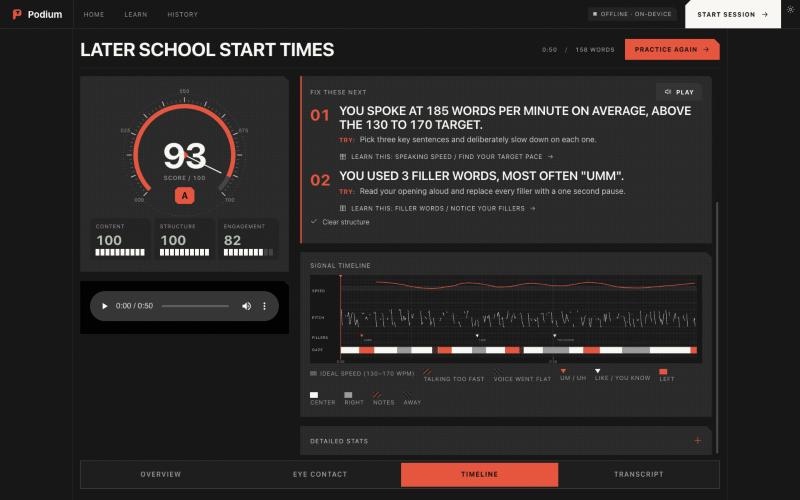 Podium
HOME
LEARN
HISTORY
OFFLINE · ON-DEVICE
START SESSION →
LATER SCHOOL START TIMES
0:50 / 158 WORDS
PRACTICE AGAIN →
93
SCORE / 100
A
CONTENT
100
STRUCTURE
100
ENGAGEMENT
82
0:00 / 0:50
FIX THESE NEXT
PLAY
01
YOU SPOKE AT 185 WORDS PER MINUTE ON AVERAGE, ABOVE
THE 130 TO 170 TARGET.
TRY: Pick three key sentences and deliberately slow down on each one.
LEARN THIS: SPEAKING SPEED / FIND YOUR TARGET PACE →
02
YOU USED 3 FILLER WORDS, MOST OFTEN "UMM".
TRY: Read your opening aloud and replace every filler with a one second pause.
LEARN THIS: FILLER WORDS / NOTICE YOUR FILLERS →
Clear structure
SIGNAL TIMELINE
SPEED
PITCH
FILLERS
GAZE
IDEAL SPEED (130–170 WPM)
TALKING TOO FAST
VOICE WENT FLAT
UM / UH
LIKE / YOU KNOW
LEFT
CENTER
RIGHT
NOTES
AWAY
DETAILED STATS +
OVERVIEW
EYE CONTACT
TIMELINE
TRANSCRIPT